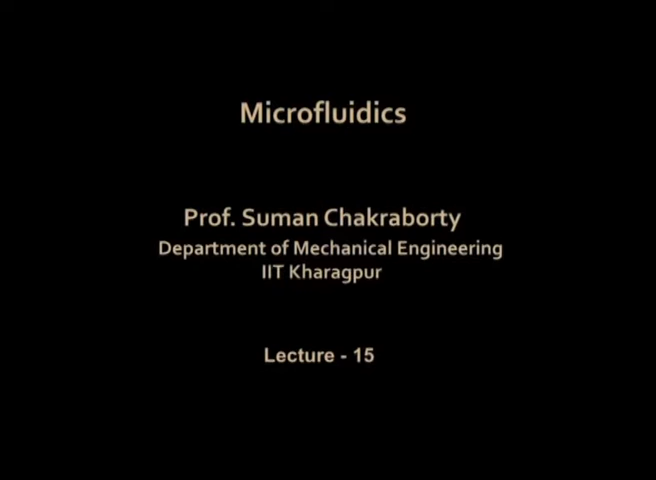 Microfluidics
Prof. Suman Chakraborty
Department of Mechanical Engineering
IIT Kharagpur
Lecture - 15